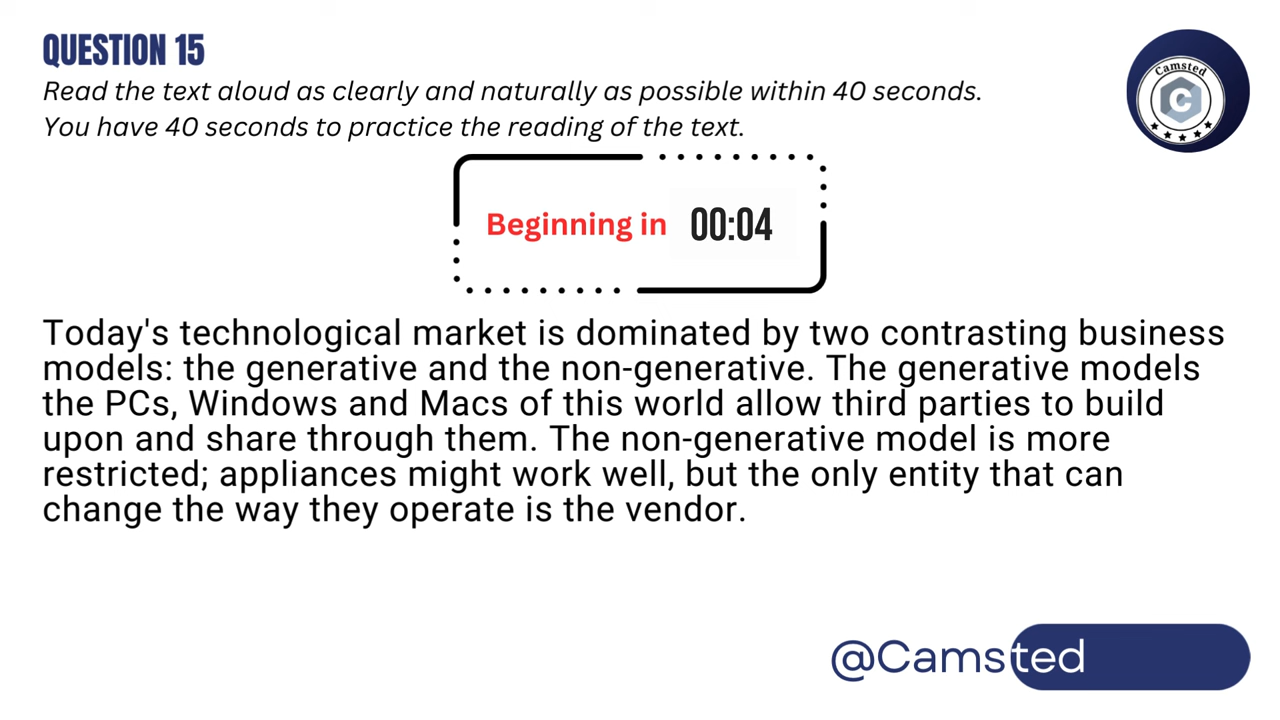 QUESTION 15
Read the text aloud as clearly and naturally as possible within 40 seconds.
You have 40 seconds to practice the reading of the text.
Camsted
C
Beginning in 00:04
Today's technological market is dominated by two contrasting business
models: the generative and the non-generative. The generative models
the PCs, Windows and Macs of this world allow third parties to build
upon and share through them. The non-generative model is more
restricted; appliances might work well, but the only entity that can
change the way they operate is the vendor.
@Camsted